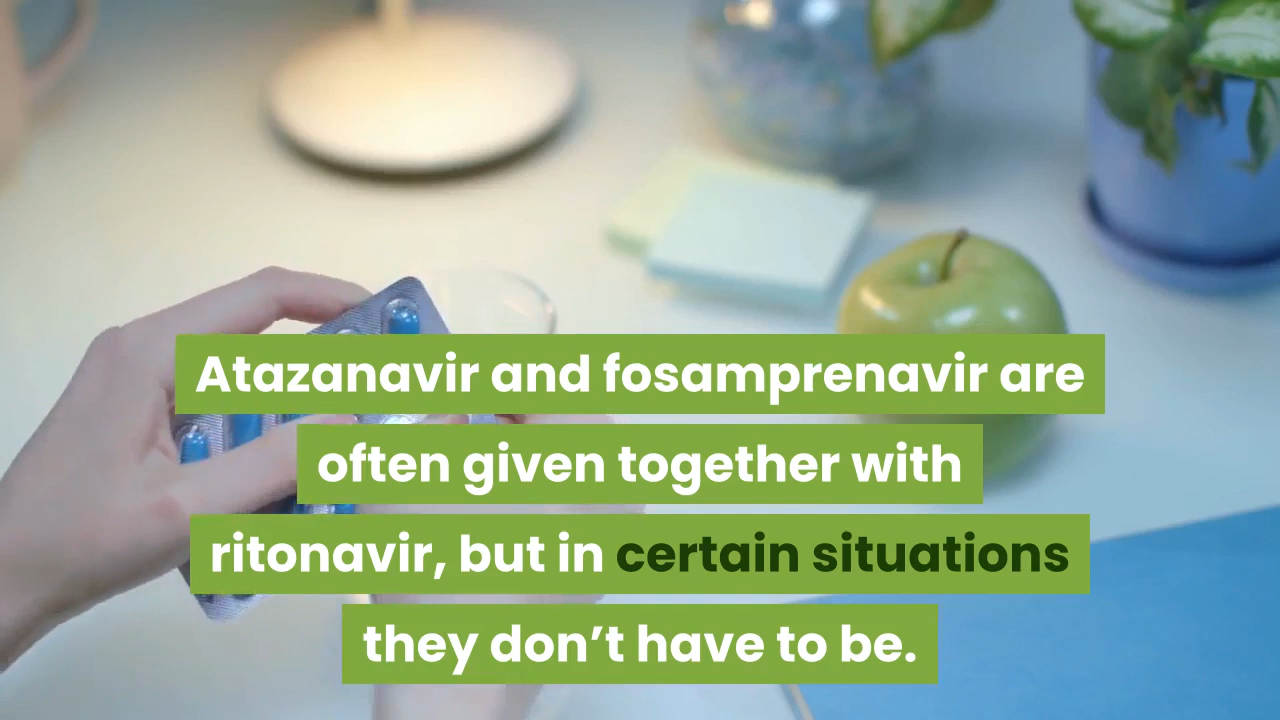 Atazanavir and fosamprenavir are
often given together with
ritonavir, but in certain situations
they don’t have to be.